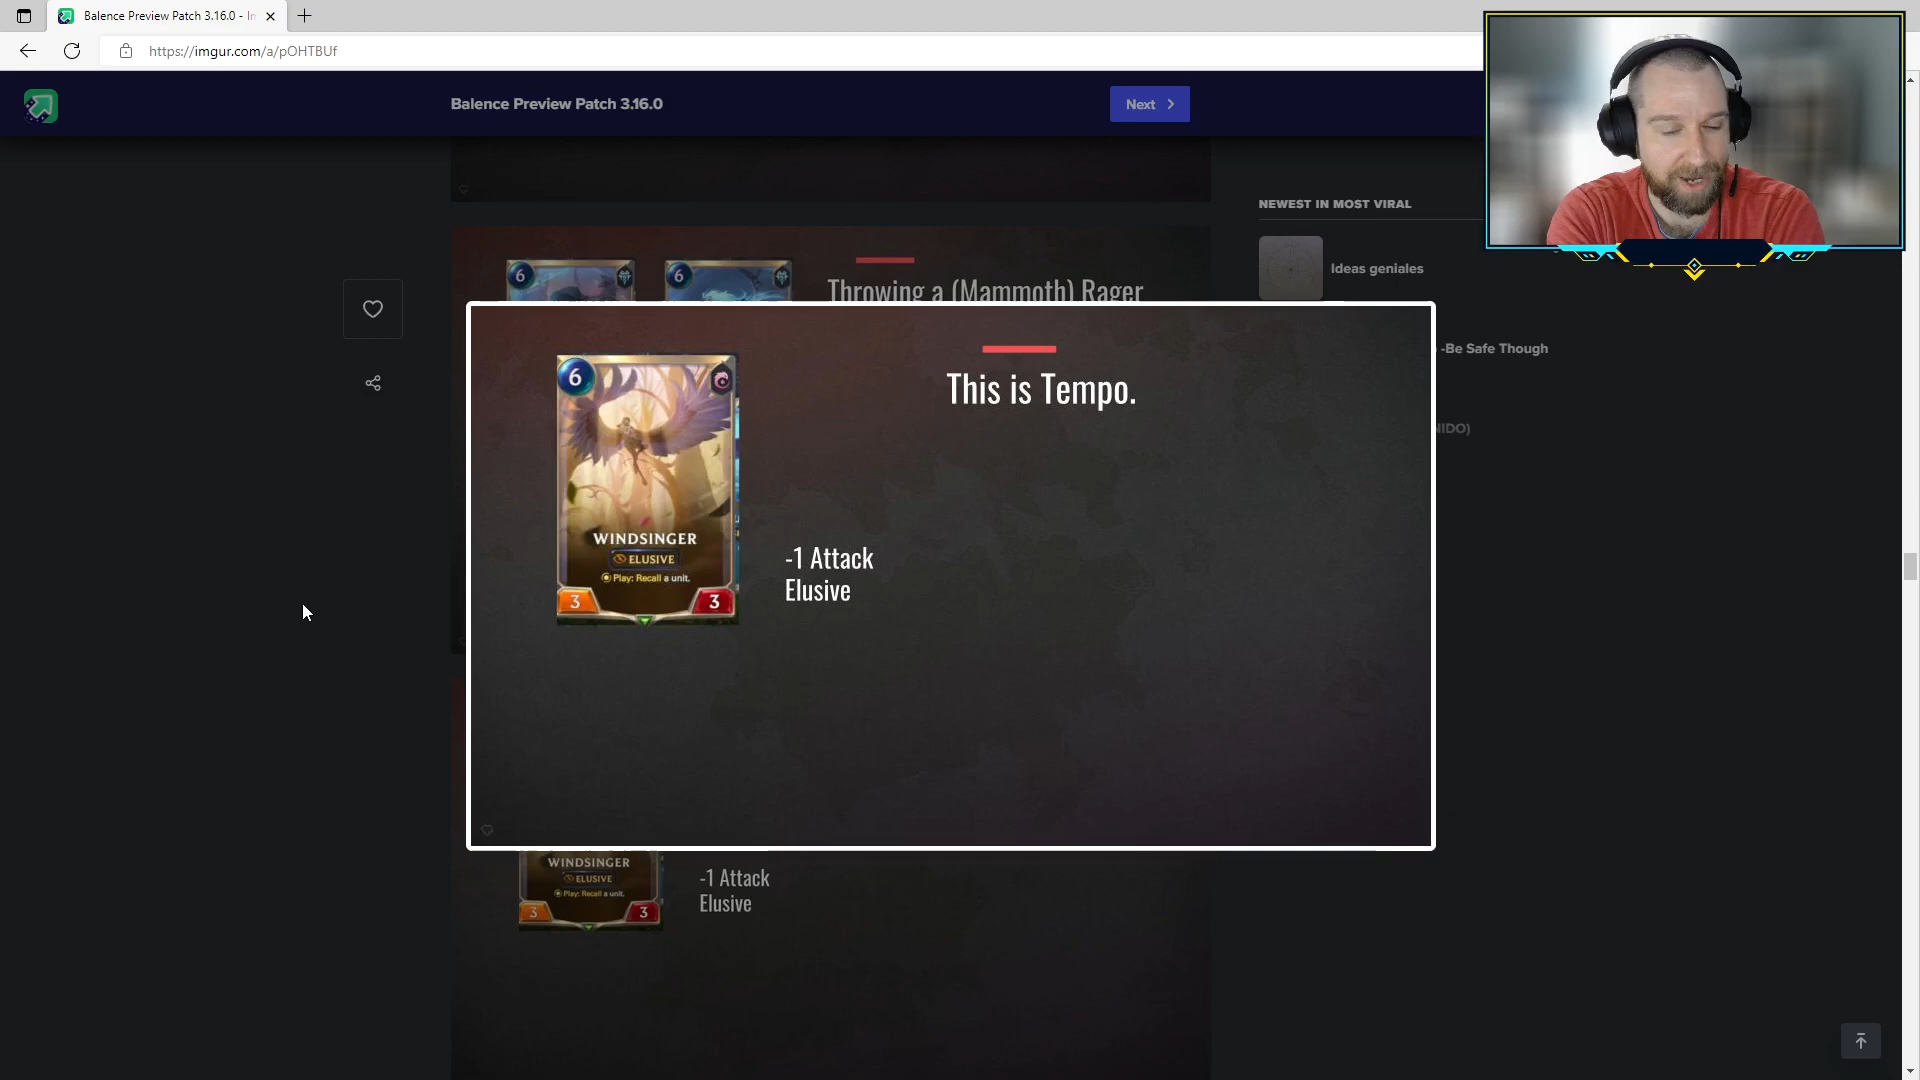 Balence Preview Patch 3.16.0 - Im
https://imgur.com/a/pOHTBUf
Balence Preview Patch 3.16.0
Next
NEWEST IN MOST VIRAL
Ideas geniales
-Be Safe Though
NIDO)
6
6
Throwing a (Mammoth) Rager
This is Tempo.
6
WINDSINGER
ELUSIVE
Play: Recall a unit.
3
3
-1 Attack
Elusive
WINDSINGER
ELUSIVE
Play: Recall a unit.
3
3
-1 Attack
Elusive